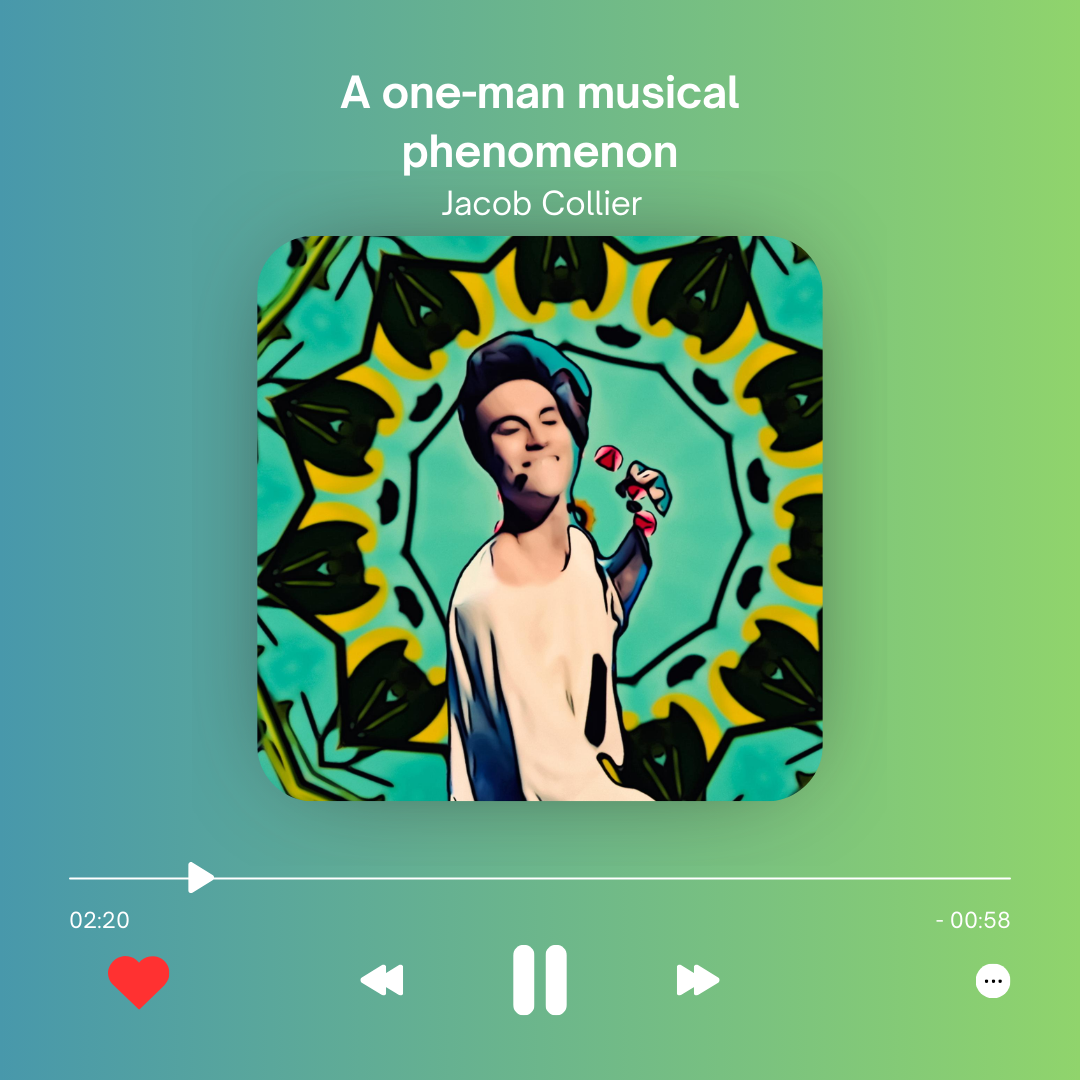 A one-man musical
phenomenon
Jacob Collier
02:20
- 00:58